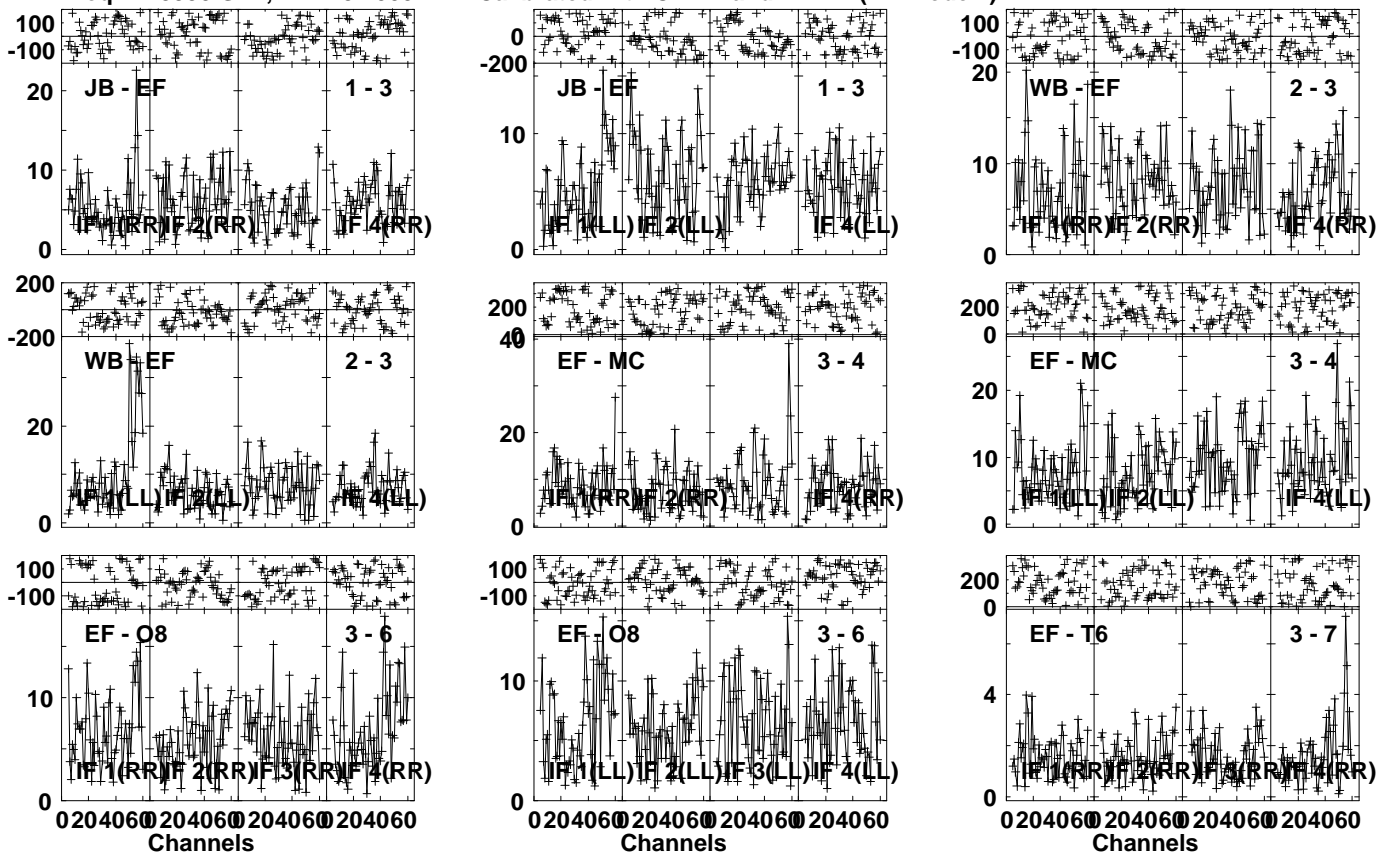 100
-100
20
10
0
JB - EF
1 - 3
IF 1(RR)
IF 2(RR)
IF 4(RR)
0
-200
10
0
JB - EF
1 - 3
IF 1(LL)
IF 2(LL)
IF 4(LL)
100
-100
20
10
0
WB - EF
2 - 3
IF 1(RR)
IF 2(RR)
IF 4(RR)
200
-200
20
0
WB - EF
2 - 3
IF 1(LL)
IF 2(LL)
IF 4(LL)
200
0
40
20
0
EF - MC
3 - 4
IF 1(RR)
IF 2(RR)
IF 4(RR)
200
0
20
10
0
EF - MC
3 - 4
IF 1(LL)
IF 2(LL)
IF 4(LL)
100
-100
10
0
EF - O8
3 - 6
IF 1(RR)
IF 2(RR)
IF 3(RR)
IF 4(RR)
0 20 40 60 0 20 40 60 0 20 40 60 0 20 40 60
Channels
100
-100
10
0
EF - O8
3 - 6
IF 1(LL)
IF 2(LL)
IF 3(LL)
IF 4(LL)
0 20 40 60 0 20 40 60 0 20 40 60 0 20 40 60
Channels
200
0
4
0
EF - T6
3 - 7
IF 1(RR)
IF 2(RR)
IF 3(RR)
IF 4(RR)
0 20 40 60 0 20 40 60 0 20 40 60 0 20 40 60
Channels